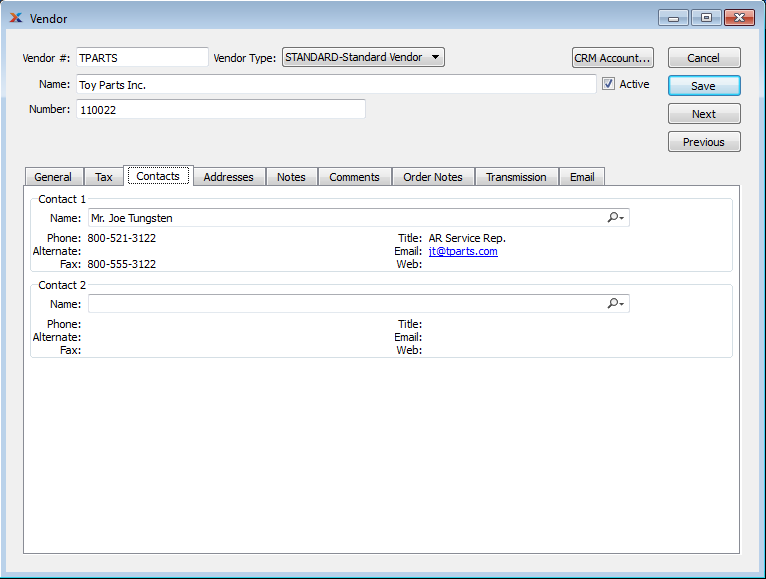 Vendor
Vendor #: TPARTS Vendor Type: STANDARD-Standard Vendor CRM Account... Cancel
Name: Toy Parts Inc. Active Save
Number: 110022 Next
Previous
General Tax Contacts Addresses Notes Comments Order Notes Transmission Email
Contact 1
Name: Mr. Joe Tungsten
Phone: 800-521-3122 Title: AR Service Rep.
Alternate: Email: jt@tparts.com
Fax: 800-555-3122 Web:
Contact 2
Name:
Phone: Title:
Alternate: Email:
Fax: Web: